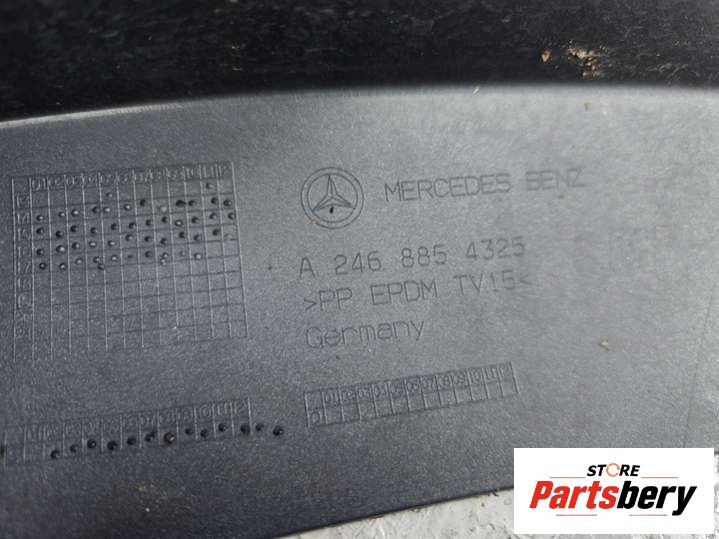 MERCEDES BENZ
A 246 885 4325
>PP EPDM TV15<
Germany
STORE
Partsbery